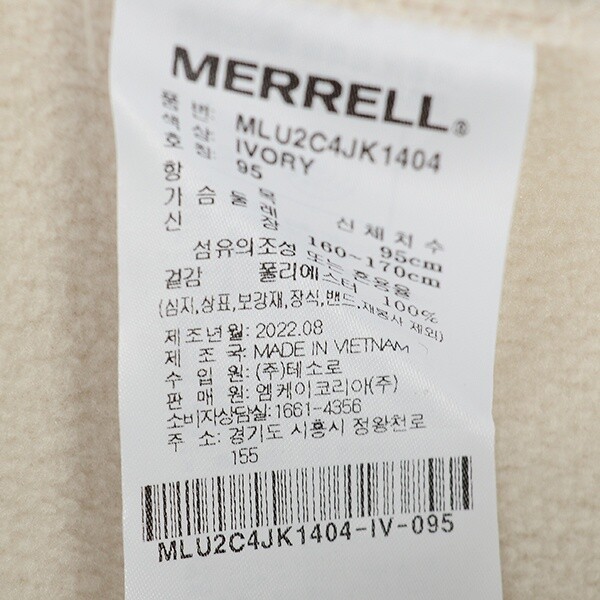 MERRELL®
품 번: MLU2C4JK1404
색 상: IVORY
호 칭: 95
항 목 신 체 치 수
가 슴 둘 레 95cm
신 장 160~170cm
섬유의조성 또는 혼용율
겉감 폴리에스터 100%
(심지,상표,보강재,장식,밴드,재봉사 제외)
제조년월: 2022.08
제 조 국: MADE IN VIETNAM
수 입 원: (주)테소로
판 매 원: 엠케이코리아(주)
소비자상담실: 1661-4356
주 소: 경기도 시흥시 정왕천로
155
MLU2C4JK1404-IV-095